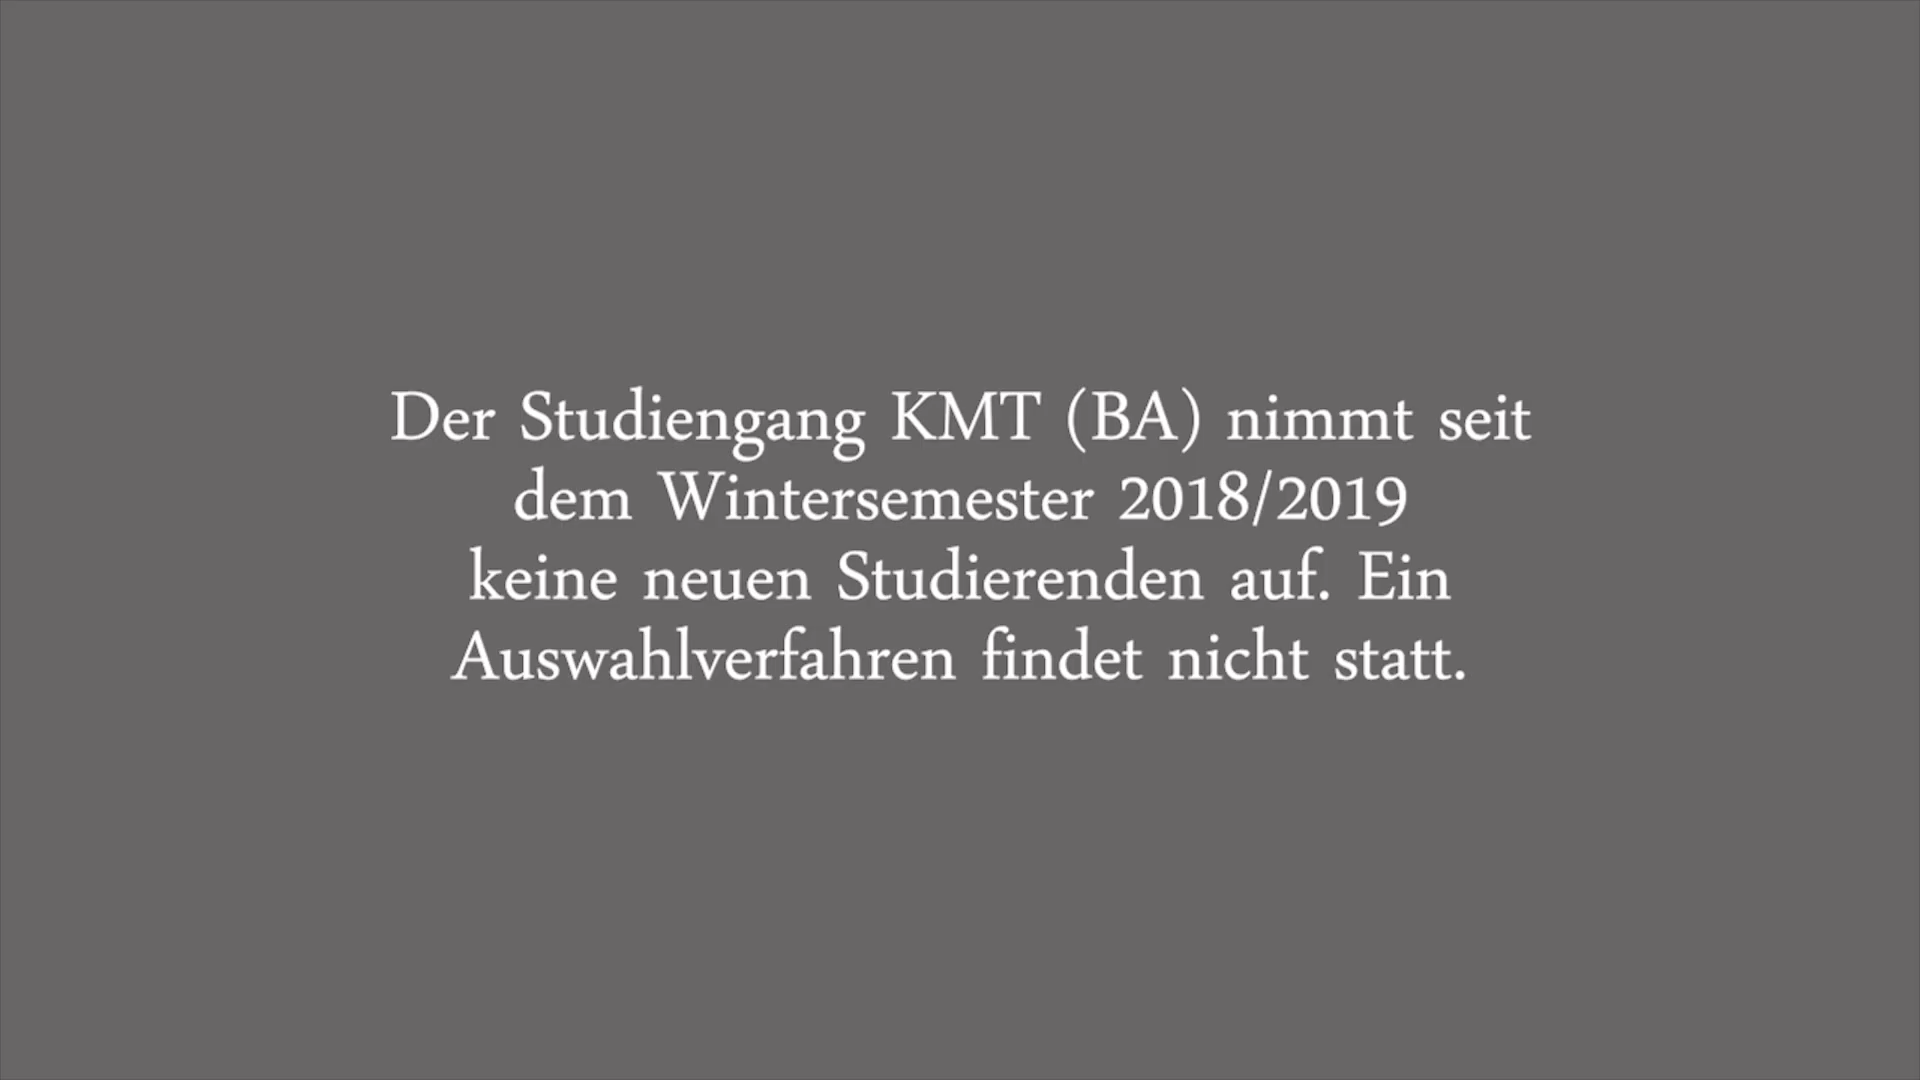 Der Studiengang KMT (BA) nimmt seit
dem Wintersemester 2018/2019
keine neuen Studierenden auf. Ein
Auswahlverfahren findet nicht statt.